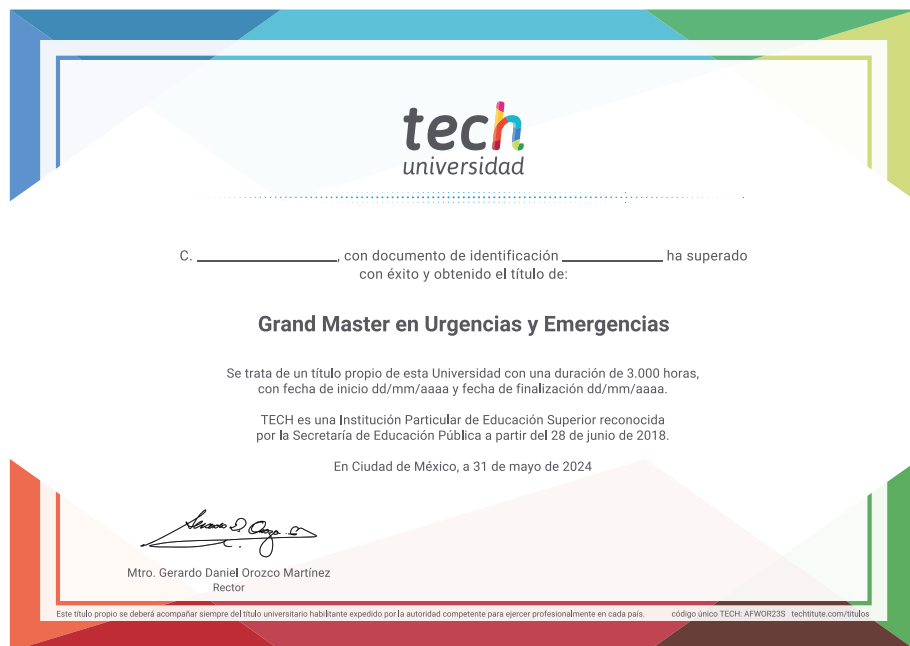 tech
universidad
C. ____________, con documento de identificación ____________ ha superado
con éxito y obtenido el título de:
Grand Master en Urgencias y Emergencias
Se trata de un título propio de esta Universidad con una duración de 3.000 horas,
con fecha de inicio dd/mm/aaaa y fecha de finalización dd/mm/aaaa.
TECH es una Institución Particular de Educación Superior reconocida
por la Secretaría de Educación Pública a partir del 28 de junio de 2018.
En Ciudad de México, a 31 de mayo de 2024
Mtro. Gerardo Daniel Orozco Martínez
Rector
Este título propio se deberá acompañar siempre del título universitario habilitante expedido por la autoridad competente para ejercer profesionalmente en cada país. código único TECH: AFWOR23S techtitute.com/titulos